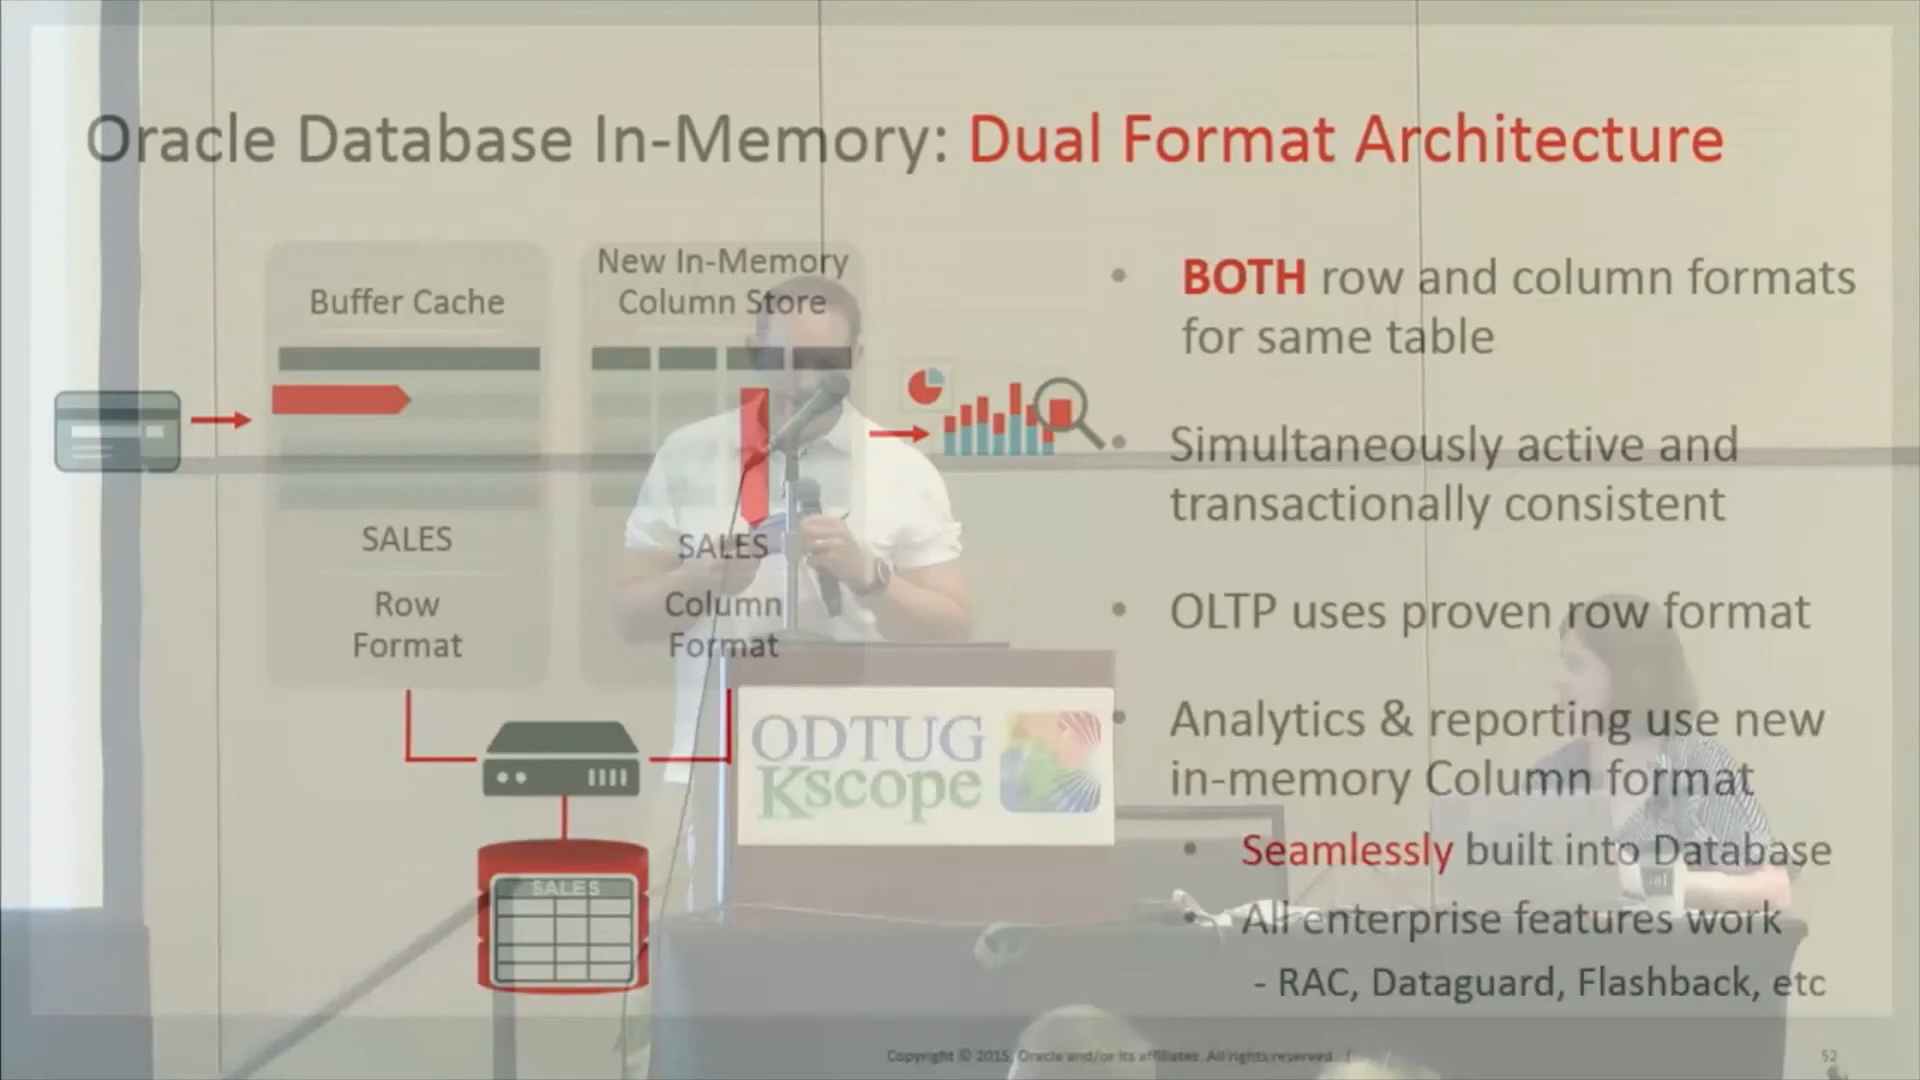 Oracle Database In-Memory: Dual Format Architecture
Buffer Cache
SALES
Row
Format
New In-Memory
Column Store
SALES
Column
Format
SALES
• BOTH row and column formats
for same table
• Simultaneously active and
transactionally consistent
• OLTP uses proven row format
• Analytics & reporting use new
in-memory Column format
• Seamlessly built into Database
• All enterprise features work
- RAC, Dataguard, Flashback, etc
ODTUG
Kscope
Copyright © 2015, Oracle and/or its affiliates. All rights reserved. |
52